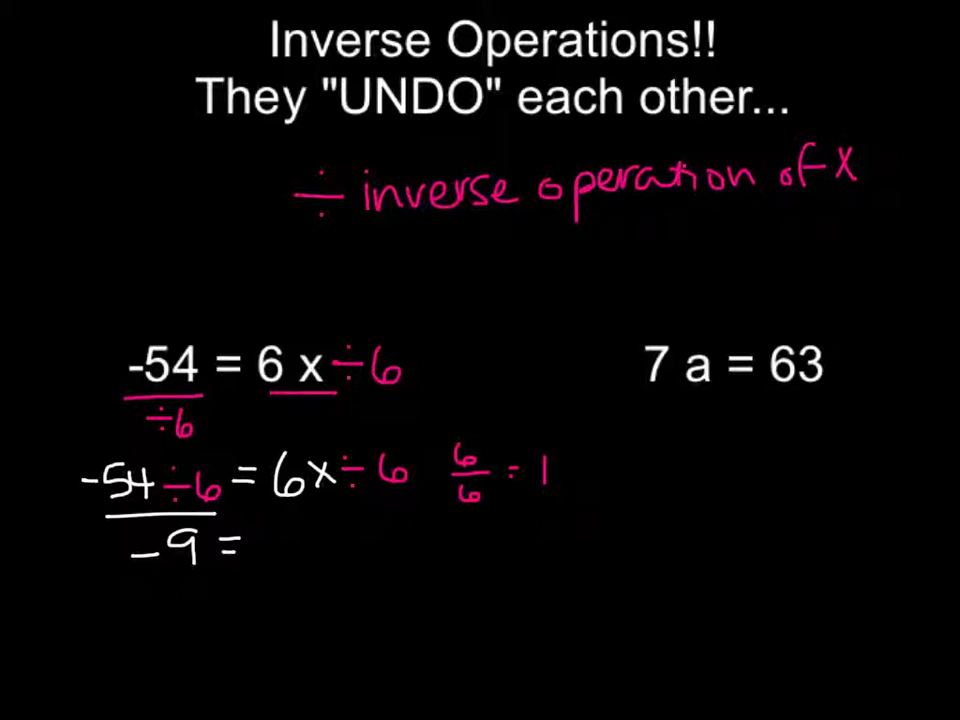 Inverse Operations!!
They "UNDO" each other...
÷ inverse operation of x
-54 = 6 x ÷6
7 a = 63
÷6
-54 ÷6 = 6x ÷ 6
6/6 = 1
-9 =